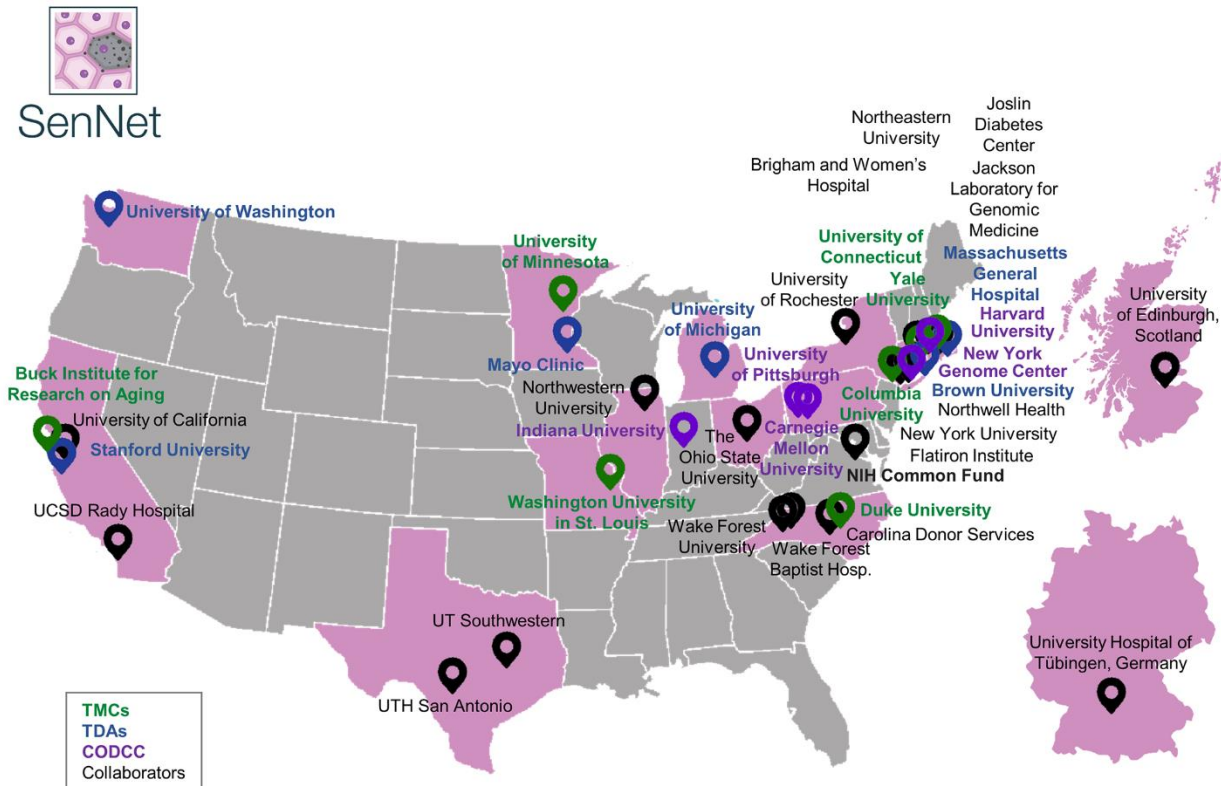 SenNet
Northeastern
University
Joslin
Diabetes
Center
Brigham and Women's
Hospital
Jackson
Laboratory for
Genomic
Medicine
University of Washington
University
of Minnesota
University of
Connecticut
Yale
University
Massachusetts
General
Hospital
Harvard
University
University
of Rochester
University
of Edinburgh,
Scotland
University
of Michigan
Mayo Clinic
University
of Pittsburgh
New York
Genome Center
Buck Institute for
Research on Aging
University of California
Stanford University
Northwestern
University
Indiana University
The
Ohio State
University
Carnegie
Mellon
University
Columbia
University
Brown University
Northwell Health
New York University
Flatiron Institute
NIH Common Fund
UCSD Rady Hospital
Washington University
in St. Louis
Wake Forest
University
Wake Forest
Baptist Hosp.
Duke University
Carolina Donor Services
UT Southwestern
UTH San Antonio
University Hospital of
Tübingen, Germany
TMCs
TDAs
CODCC
Collaborators